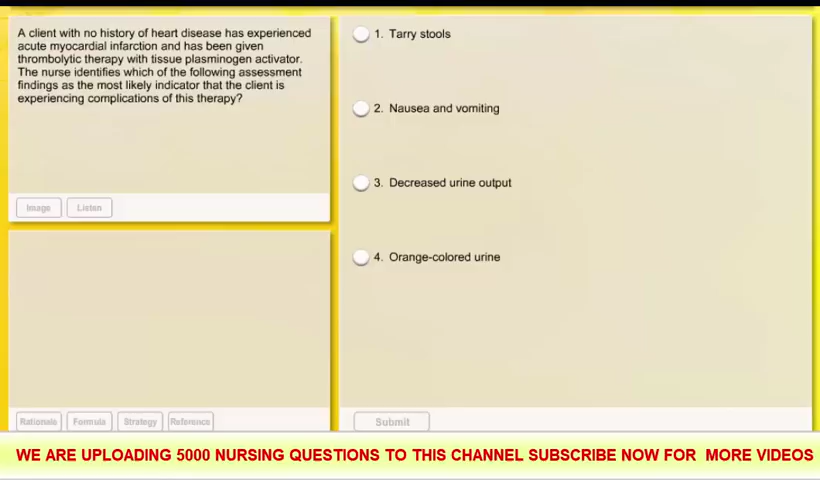 A client with no history of heart disease has experienced
acute myocardial infarction and has been given
thrombolytic therapy with tissue plasminogen activator.
The nurse identifies which of the following assessment
findings as the most likely indicator that the client is
experiencing complications of this therapy?
Image Listen
1. Tarry stools
2. Nausea and vomiting
3. Decreased urine output
4. Orange-colored urine
Rationale Formula Strategy Reference
Submit
WE ARE UPLOADING 5000 NURSING QUESTIONS TO THIS CHANNEL SUBSCRIBE NOW FOR MORE VIDEOS